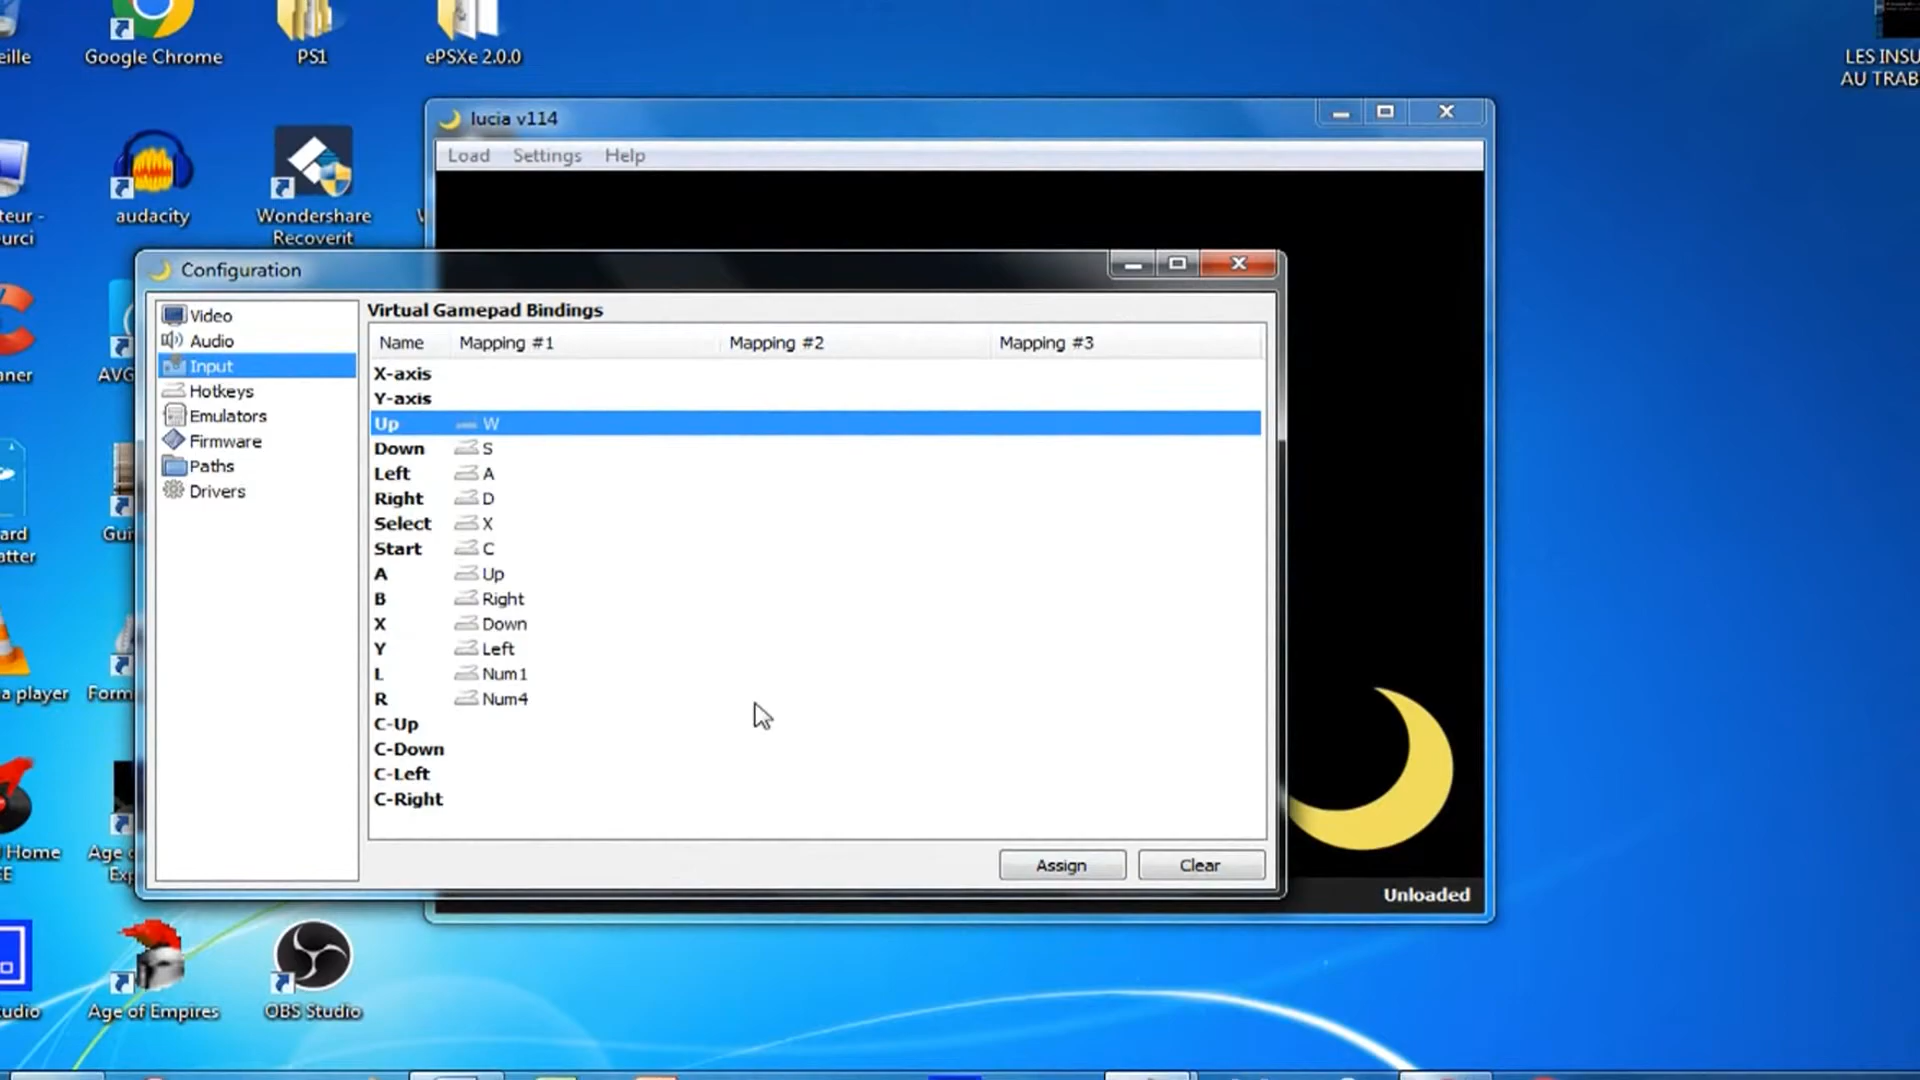 eille
Google Chrome
PS1
ePSXe 2.0.0
LES INSU
AU TRAB
teur -
urci
audacity
Wondershare
Recoverit
lucia v114
Load Settings Help
aner
AVG
Configuration
Video
Audio
Input
Hotkeys
Emulators
Firmware
Paths
Drivers
Virtual Gamepad Bindings
Name Mapping #1 Mapping #2 Mapping #3
X-axis
Y-axis
Up W
Down S
Left A
Right D
Select X
Start C
A Up
B Right
X Down
Y Left
L Num1
R Num4
C-Up
C-Down
C-Left
C-Right
Assign Clear
Unloaded
ard
atter
Gui
a player
Form
Home
EE
Age
Exp
udio
Age of Empires
OBS Studio